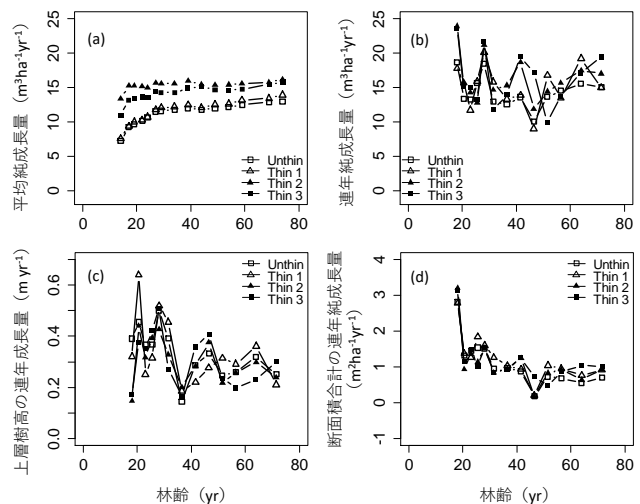 (a)
平均純成長量（m³ha⁻¹yr⁻¹）
25
20
15
10
5
0
0 20 40 60 80
Unthin
Thin 1
Thin 2
Thin 3
(b)
連年純成長量（m³ha⁻¹yr⁻¹）
25
20
15
10
5
0
0 20 40 60 80
Unthin
Thin 1
Thin 2
Thin 3
(c)
上層樹高の連年成長量（m yr⁻¹）
0.6
0.4
0.2
0.0
0 20 40 60 80
Unthin
Thin 1
Thin 2
Thin 3
林齢（yr）
(d)
断面積合計の連年純成長量
（m²ha⁻¹yr⁻¹）
4
3
2
1
-1
0 20 40 60 80
Unthin
Thin 1
Thin 2
Thin 3
林齢（yr）